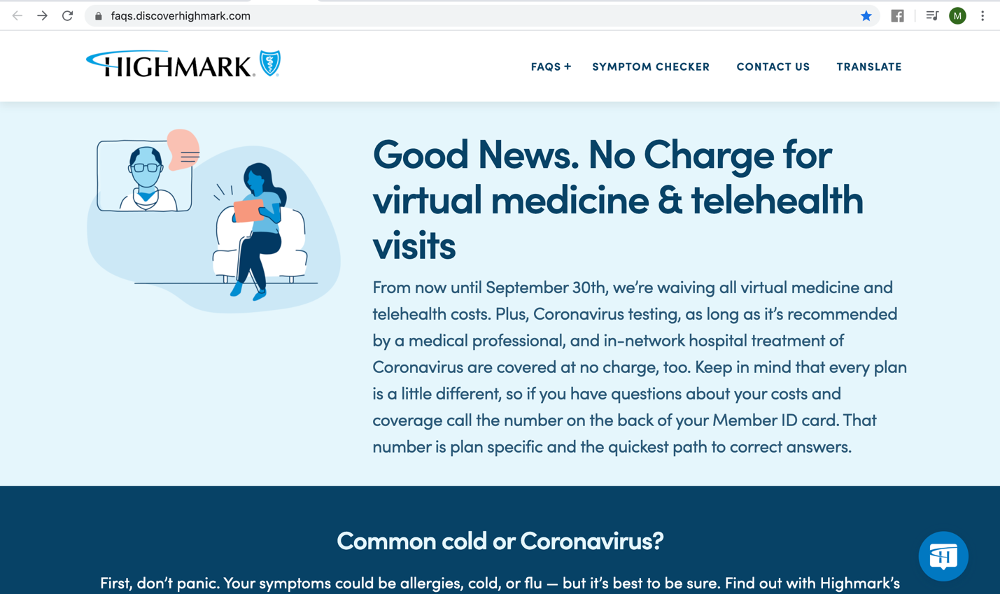 faqs.discoverhighmark.com
M
HIGHMARK®
FAQS +
SYMPTOM CHECKER
CONTACT US
TRANSLATE
Good News. No Charge for
virtual medicine & telehealth
visits
From now until September 30th, we’re waiving all virtual medicine and
telehealth costs. Plus, Coronavirus testing, as long as it’s recommended
by a medical professional, and in-network hospital treatment of
Coronavirus are covered at no charge, too. Keep in mind that every plan
is a little different, so if you have questions about your costs and
coverage call the number on the back of your Member ID card. That
number is plan specific and the quickest path to correct answers.
Common cold or Coronavirus?
First, don’t panic. Your symptoms could be allergies, cold, or flu — but it’s best to be sure. Find out with Highmark’s
H